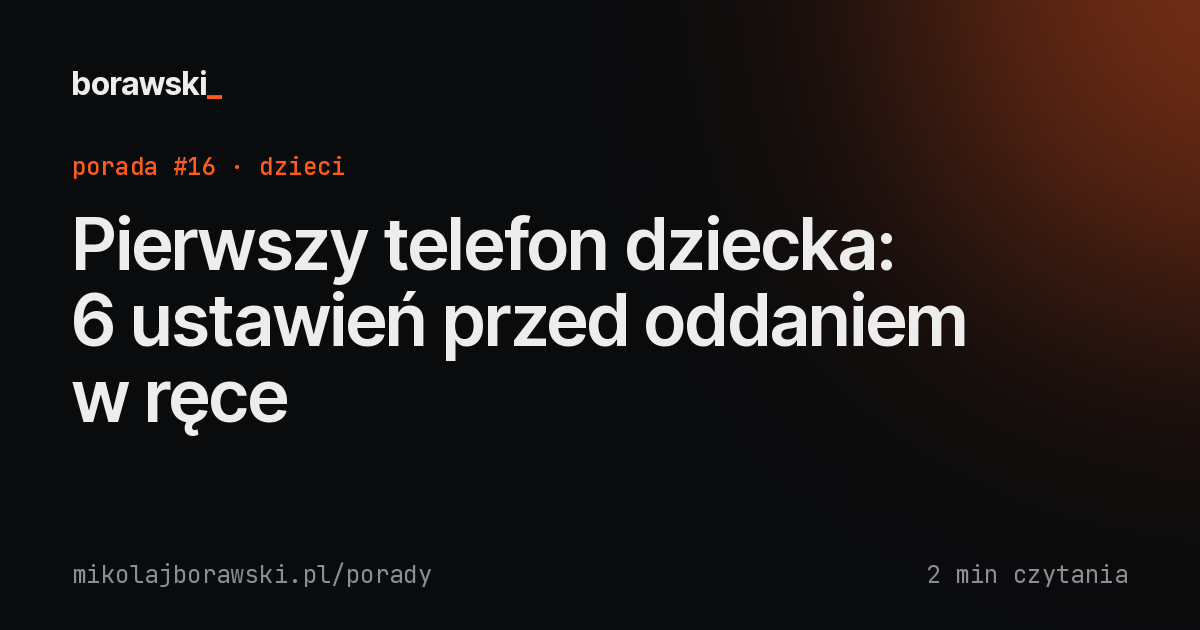 borawski_
porada #16 · dzieci
Pierwszy telefon dziecka:
6 ustawień przed oddaniem
w ręce
mikolajborawski.pl/porady
2 min czytania